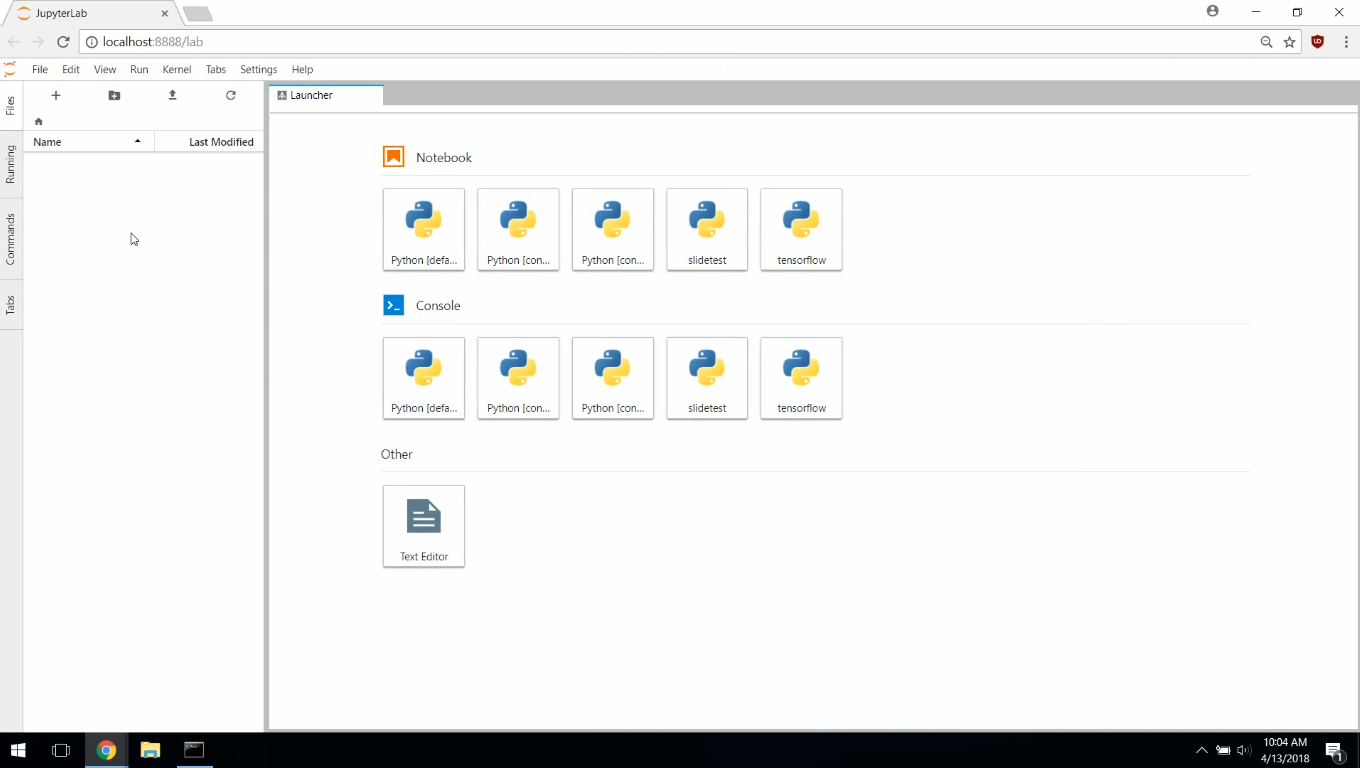 JupyterLab
localhost:8888/lab
File Edit View Run Kernel Tabs Settings Help
Files
Running
Commands
Tabs
Name Last Modified
Launcher
Notebook
Python [defa... Python [con... Python [con... slidetest tensorflow
Console
Python [defa... Python [con... Python [con... slidetest tensorflow
Other
Text Editor
10:04 AM
4/13/2018
1